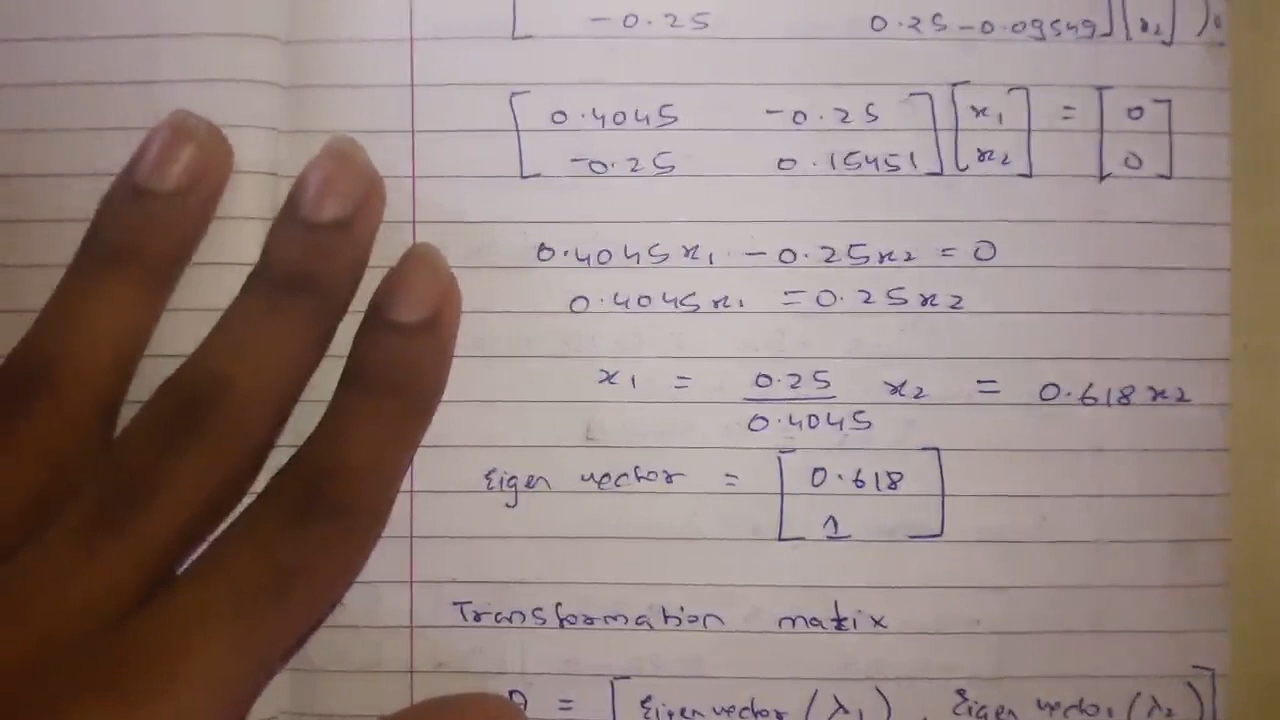 -0.25 0.25-0.09549] [x2]
[0.4045 -0.25] [x1] = [0]
[-0.25 0.15451] [x2] [0]
0.4045x1 - 0.25x2 = 0
0.4045x1 = 0.25x2
x1 = 0.25/0.4045 x2 = 0.618x2
Eigen vector = [0.618
1]
Transformation matix
= [Eigen vector (λ1), Eigen vector (λ2)]